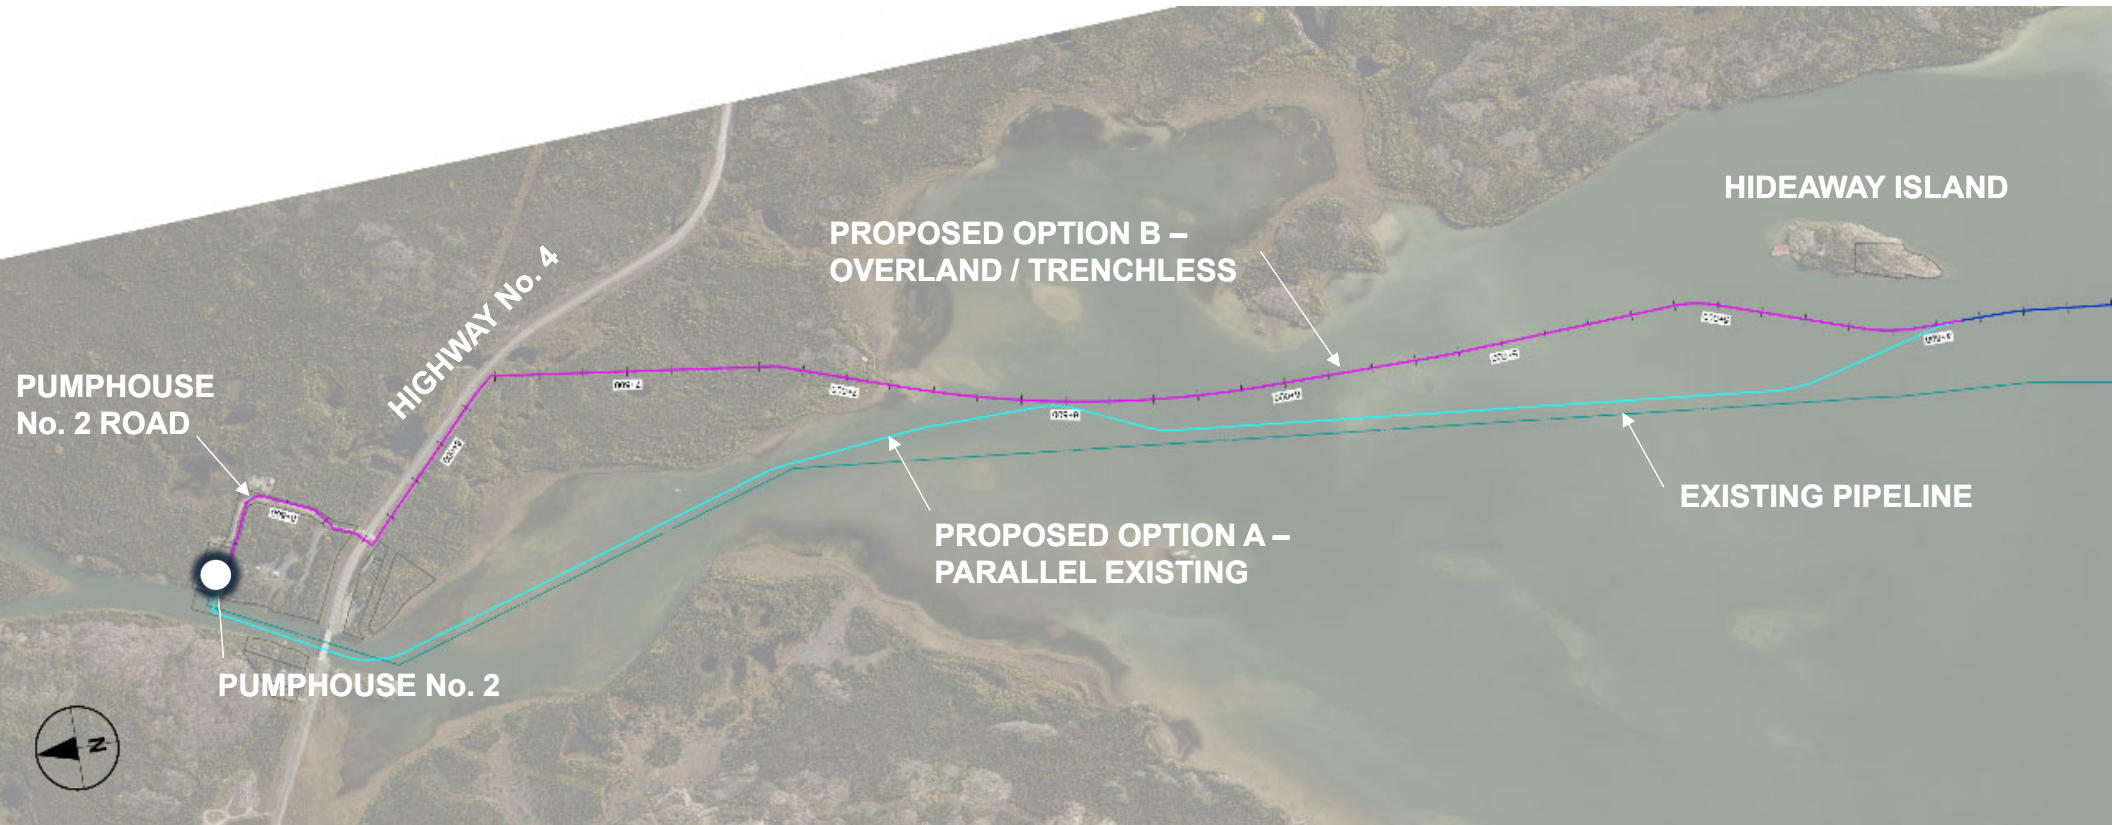 HIDEAWAY ISLAND
PROPOSED OPTION B –
OVERLAND / TRENCHLESS
HIGHWAY No. 4
PUMPHOUSE
No. 2 ROAD
EXISTING PIPELINE
PROPOSED OPTION A –
PARALLEL EXISTING
PUMPHOUSE No. 2
N